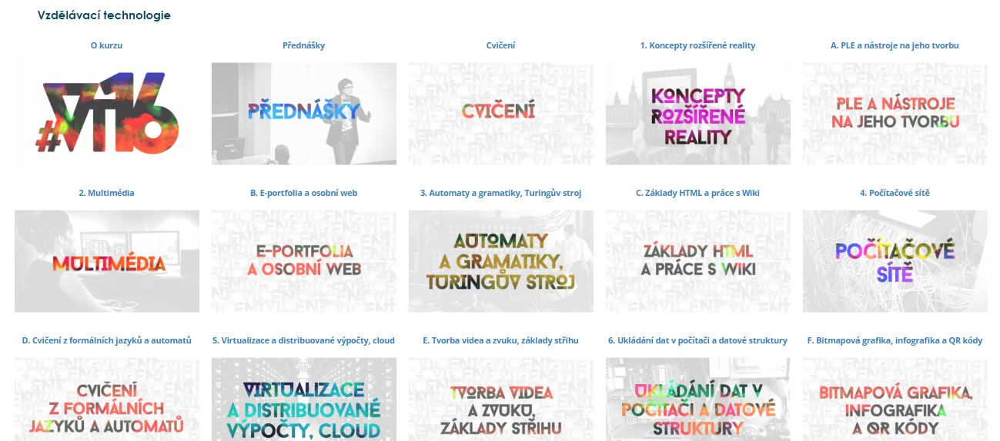 Vzdělávací technologie
O kurzu
Přednášky
Cvičení
1. Koncepty rozšířené reality
A. PLE a nástroje na jeho tvorbu
#VT16
PŘEDNÁŠKY
CVIČENÍ
KONCEPTY
ROZŠÍŘENÉ
REALITY
PLE A NÁSTROJE
NA JEHO TVORBU
2. Multimédia
B. E-portfolia a osobní web
3. Automaty a gramatiky, Turingův stroj
C. Základy HTML a práce s Wiki
4. Počítačové sítě
MULTIMÉDIA
E-PORTFOLIA
A OSOBNÍ WEB
AUTOMATY
A GRAMATIKY,
TURINGŮV STROJ
ZÁKLADY HTML
A PRÁCE S WIKI
POČÍTAČOVÉ
SÍTĚ
D. Cvičení z formálních jazyků a automatů
5. Virtualizace a distribuované výpočty, cloud
E. Tvorba videa a zvuku, základy střihu
6. Ukládání dat v počítači a datové struktury
F. Bitmapová grafika, infografika a QR kódy
CVIČENÍ
Z FORMÁLNÍCH
JAZYKŮ A AUTOMATŮ
VIRTUALIZACE
A DISTRIBUOVANÉ
VÝPOČTY, CLOUD
TVORBA VIDEA
A ZVUKU,
ZÁKLADY STŘIHU
UKLÁDÁNÍ DAT V
POČÍTAČI A DATOVÉ
STRUKTURY
BITMAPOVÁ GRAFIKA,
INFOGRAFIKA
A QR KÓDY